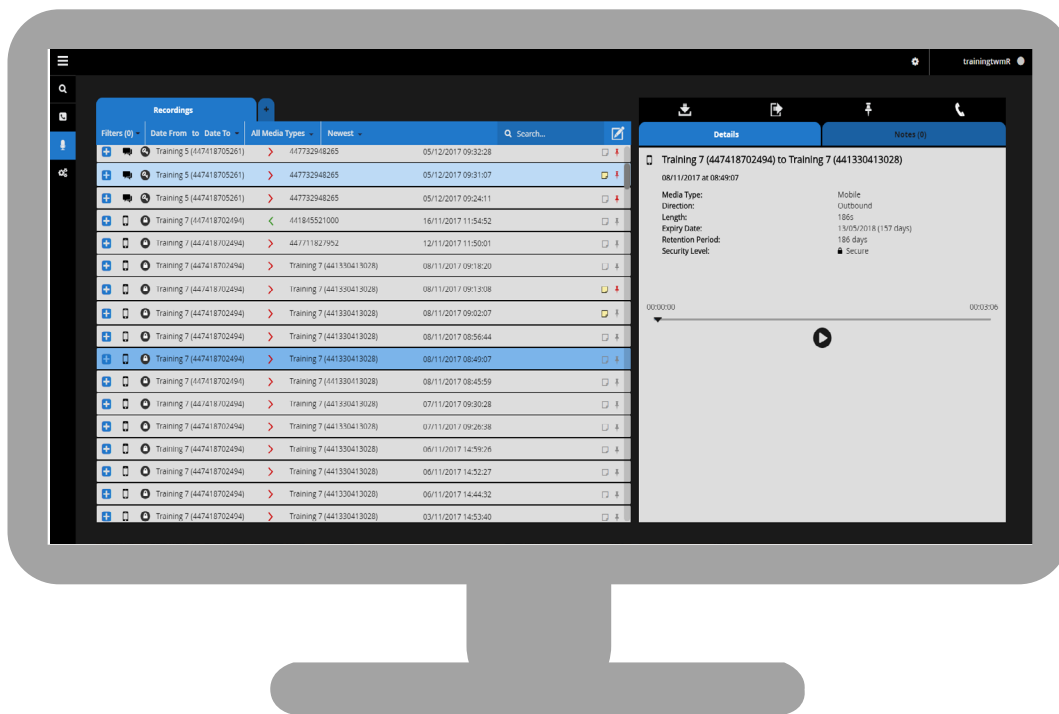 trainingtwmR
Recordings +
Filters (0) Date From to Date To All Media Types Newest Search...
Training 5 (447418705261) 447732948265 05/12/2017 09:32:28
Training 5 (447418705261) 447732948265 05/12/2017 09:31:07
Training 5 (447418705261) 447732948265 05/12/2017 09:24:11
Training 7 (447418702494) 441845521000 16/11/2017 11:54:52
Training 7 (447418702494) 447711827952 12/11/2017 11:50:01
Training 7 (447418702494) Training 7 (441330413028) 08/11/2017 09:18:20
Training 7 (447418702494) Training 7 (441330413028) 08/11/2017 09:13:08
Training 7 (447418702494) Training 7 (441330413028) 08/11/2017 09:02:07
Training 7 (447418702494) Training 7 (441330413028) 08/11/2017 08:56:44
Training 7 (447418702494) Training 7 (441330413028) 08/11/2017 08:49:07
Training 7 (447418702494) Training 7 (441330413028) 08/11/2017 08:45:59
Training 7 (447418702494) Training 7 (441330413028) 07/11/2017 09:30:28
Training 7 (447418702494) Training 7 (441330413028) 07/11/2017 09:26:38
Training 7 (447418702494) Training 7 (441330413028) 06/11/2017 14:59:26
Training 7 (447418702494) Training 7 (441330413028) 06/11/2017 14:52:27
Training 7 (447418702494) Training 7 (441330413028) 06/11/2017 14:44:32
Training 7 (447418702494) Training 7 (441330413028) 03/11/2017 14:53:40
Details Notes (0)
Training 7 (447418702494) to Training 7 (441330413028)
08/11/2017 at 08:49:07
Media Type: Mobile
Direction: Outbound
Length: 186s
Expiry Date: 13/05/2018 (157 days)
Retention Period: 186 days
Security Level: Secure
00:00:00 00:03:06